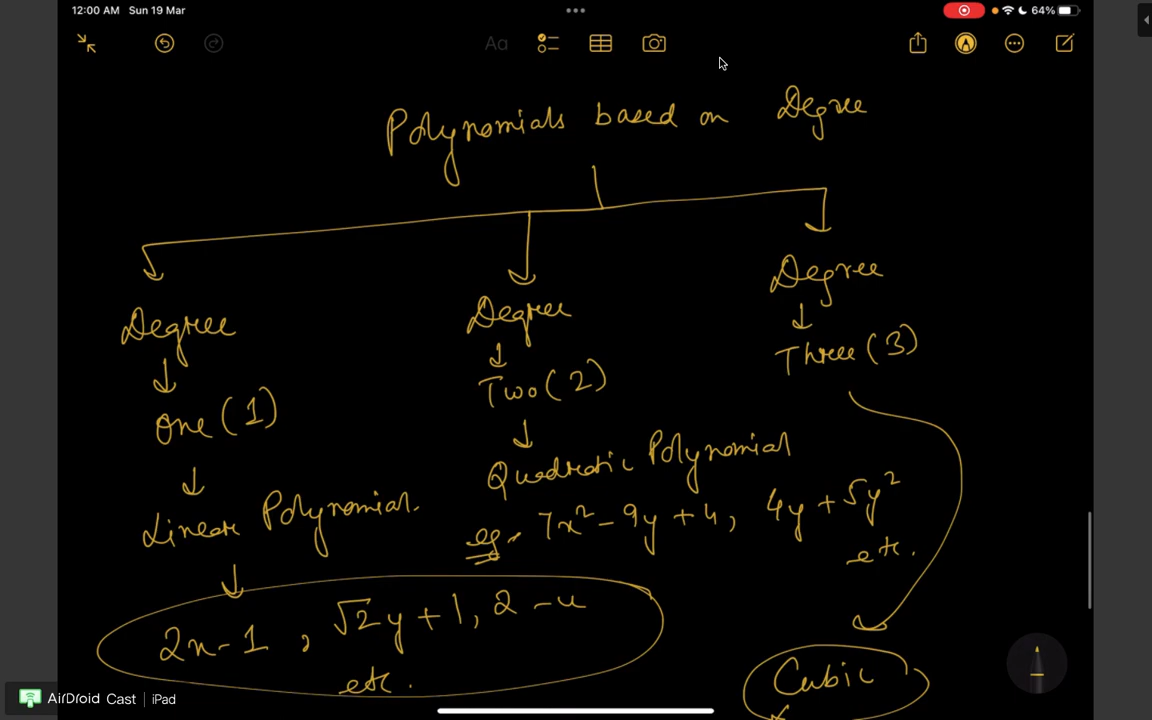 12:00 AM Sun 19 Mar
64%
Aa
Polynomials based on Degree
Degree
One (1)
Linear Polynomial.
2x-1, √2y+1, 2-u
etc.
Degree
Two (2)
Quadratic Polynomial
eg. 7x²-9y+4, 4y+5y²
etc.
Degree
Three (3)
Cubic
AirDroid Cast | iPad